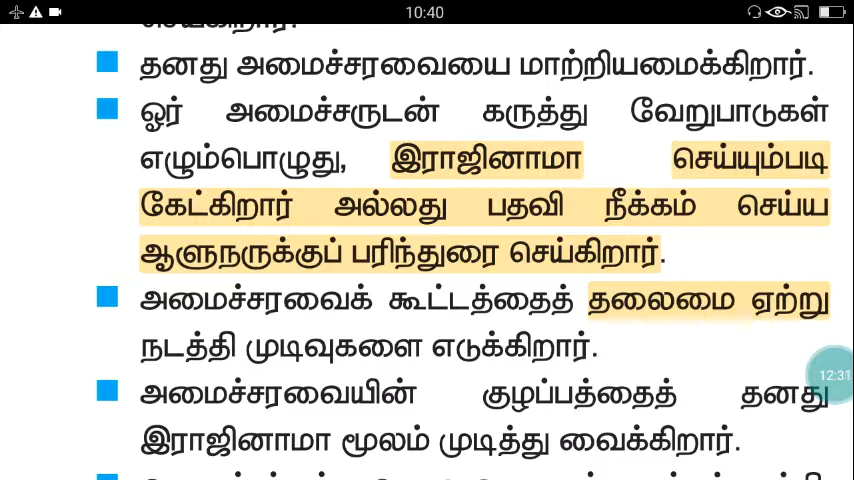 10:40
செய்கிறார்.
தனது அமைச்சரவையை மாற்றியமைக்கிறார்.
ஓர் அமைச்சருடன் கருத்து வேறுபாடுகள்
எழும்பொழுது, இராஜினாமா செய்யும்படி
கேட்கிறார் அல்லது பதவி நீக்கம் செய்ய
ஆளுநருக்குப் பரிந்துரை செய்கிறார்.
அமைச்சரவைக் கூட்டத்தைத் தலைமை ஏற்று
நடத்தி முடிவுகளை எடுக்கிறார்.
12:31
அமைச்சரவையின் குழப்பத்தைத் தனது
இராஜினாமா மூலம் முடித்து வைக்கிறார்.